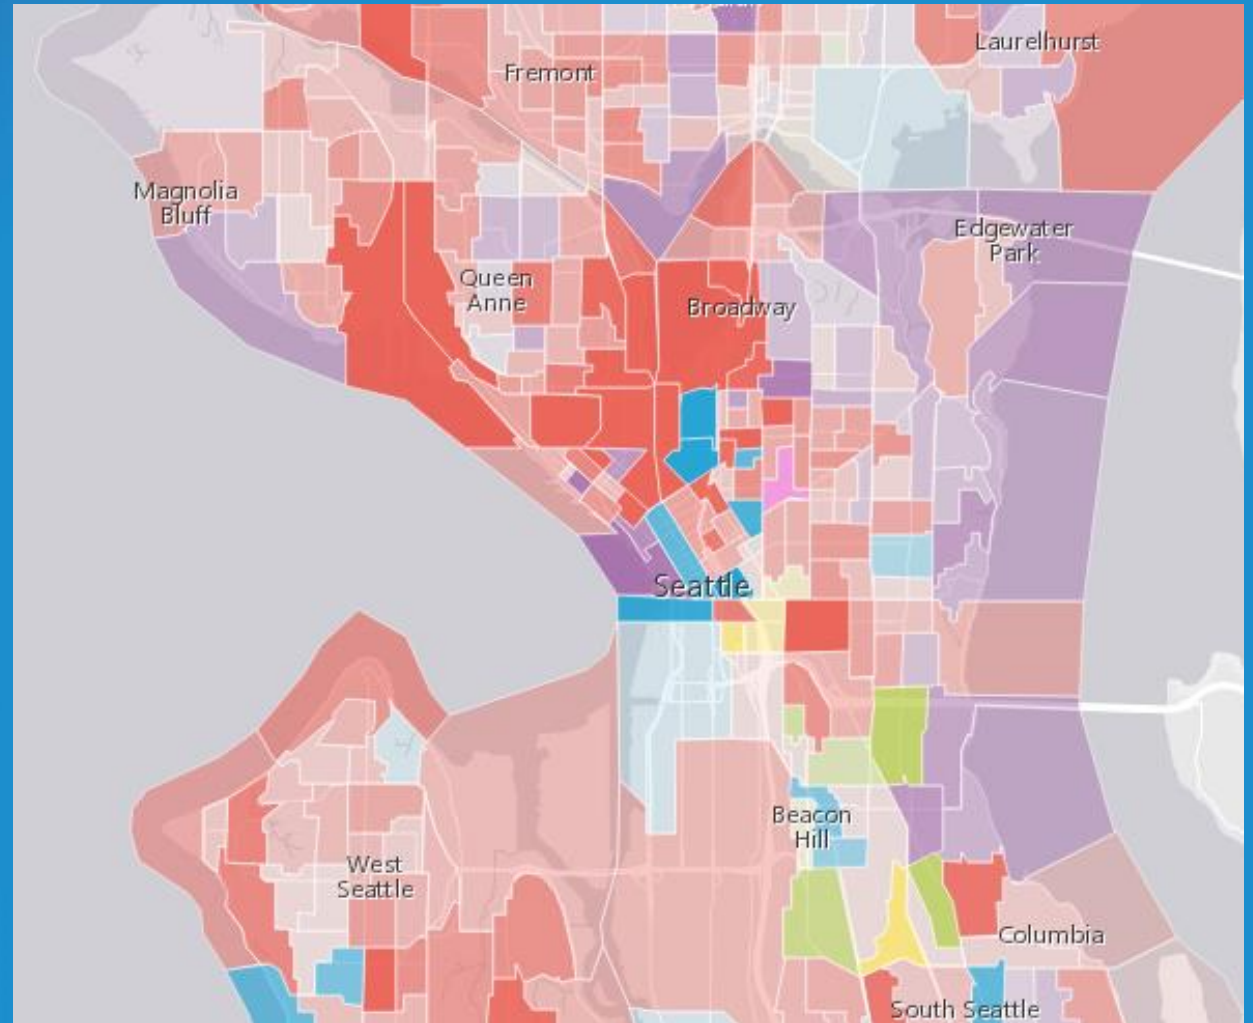 Laurelhurst
Fremont
Magnolia
Bluff
Edgewater
Park
Queen
Anne
Broadway
Seattle
Beacon
Hill
West
Seattle
Columbia
South Seattle